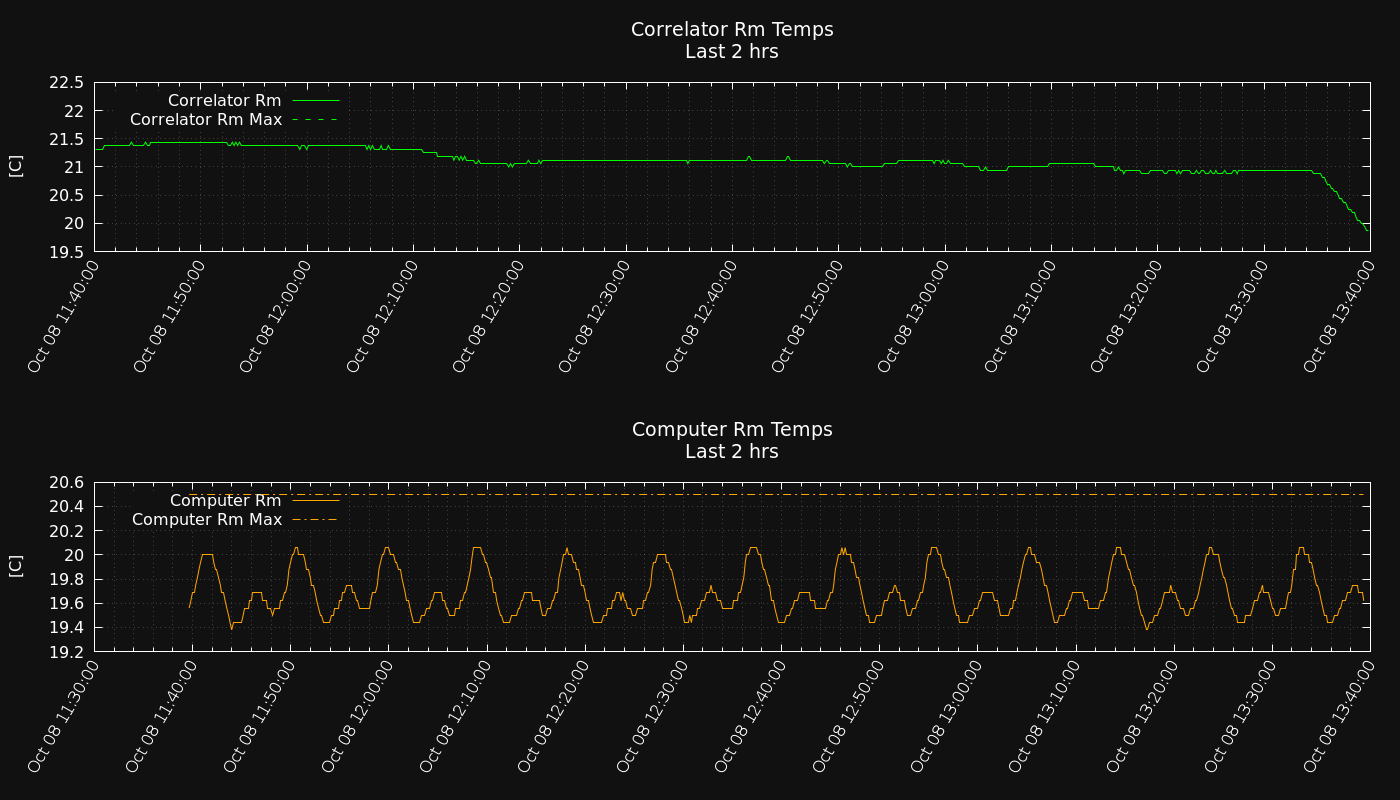 Correlator Rm Temps
Last 2 hrs
22.5
22
21.5
21
20.5
20
19.5
[C]
Correlator Rm
Correlator Rm Max
Oct 08 11:40:00
Oct 08 11:50:00
Oct 08 12:00:00
Oct 08 12:10:00
Oct 08 12:20:00
Oct 08 12:30:00
Oct 08 12:40:00
Oct 08 12:50:00
Oct 08 13:00:00
Oct 08 13:10:00
Oct 08 13:20:00
Oct 08 13:30:00
Oct 08 13:40:00
Computer Rm Temps
Last 2 hrs
20.6
20.4
20.2
20
19.8
19.6
19.4
19.2
[C]
Computer Rm
Computer Rm Max
Oct 08 11:30:00
Oct 08 11:40:00
Oct 08 11:50:00
Oct 08 12:00:00
Oct 08 12:10:00
Oct 08 12:20:00
Oct 08 12:30:00
Oct 08 12:40:00
Oct 08 12:50:00
Oct 08 13:00:00
Oct 08 13:10:00
Oct 08 13:20:00
Oct 08 13:30:00
Oct 08 13:40:00